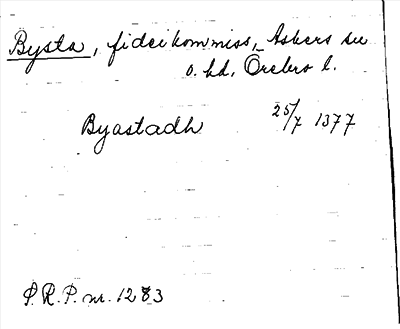 Bysta, fideikommiss, Askers sn
o. hd, Örebro l.
Byastadh 25/7 1377
S.R.P. nr. 1283